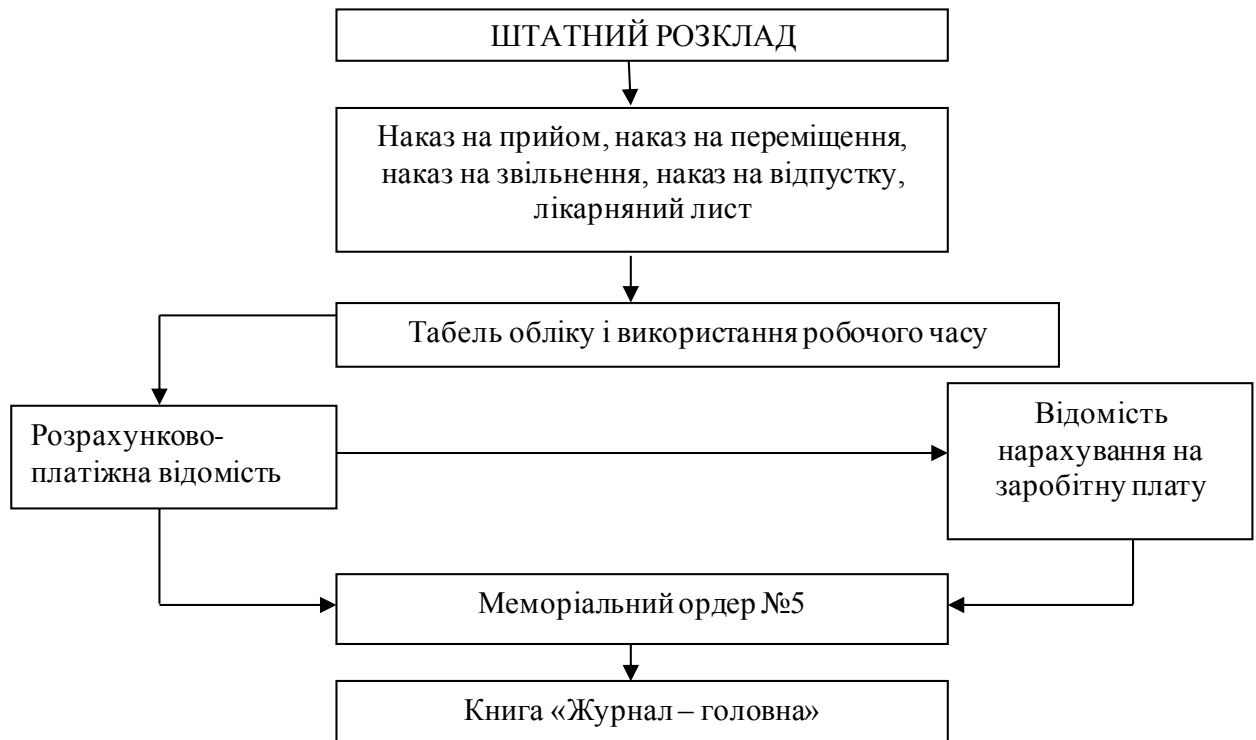 ШТАТНИЙ РОЗКЛАД
Наказ на прийом, наказ на переміщення,
наказ на звільнення, наказ на відпустку,
лікарняний лист
Табель обліку і використання робочого часу
Розрахунково-
платіжна відомість
Відомість
нарахування на
заробітну плату
Меморіальний ордер №5
Книга «Журнал – головна»